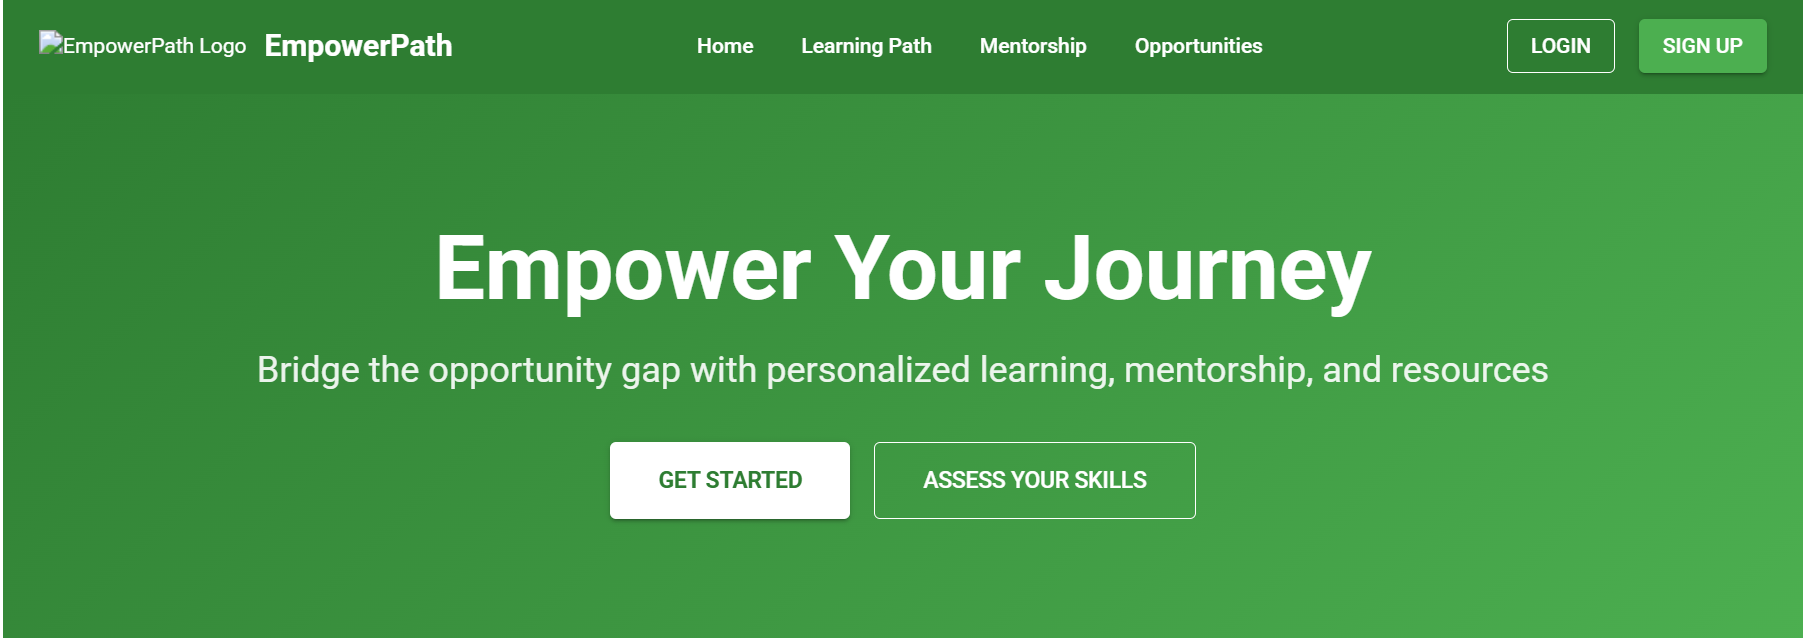 EmpowerPath Logo EmpowerPath Home Learning Path Mentorship Opportunities LOGIN SIGN UP
Empower Your Journey
Bridge the opportunity gap with personalized learning, mentorship, and resources
GET STARTED ASSESS YOUR SKILLS